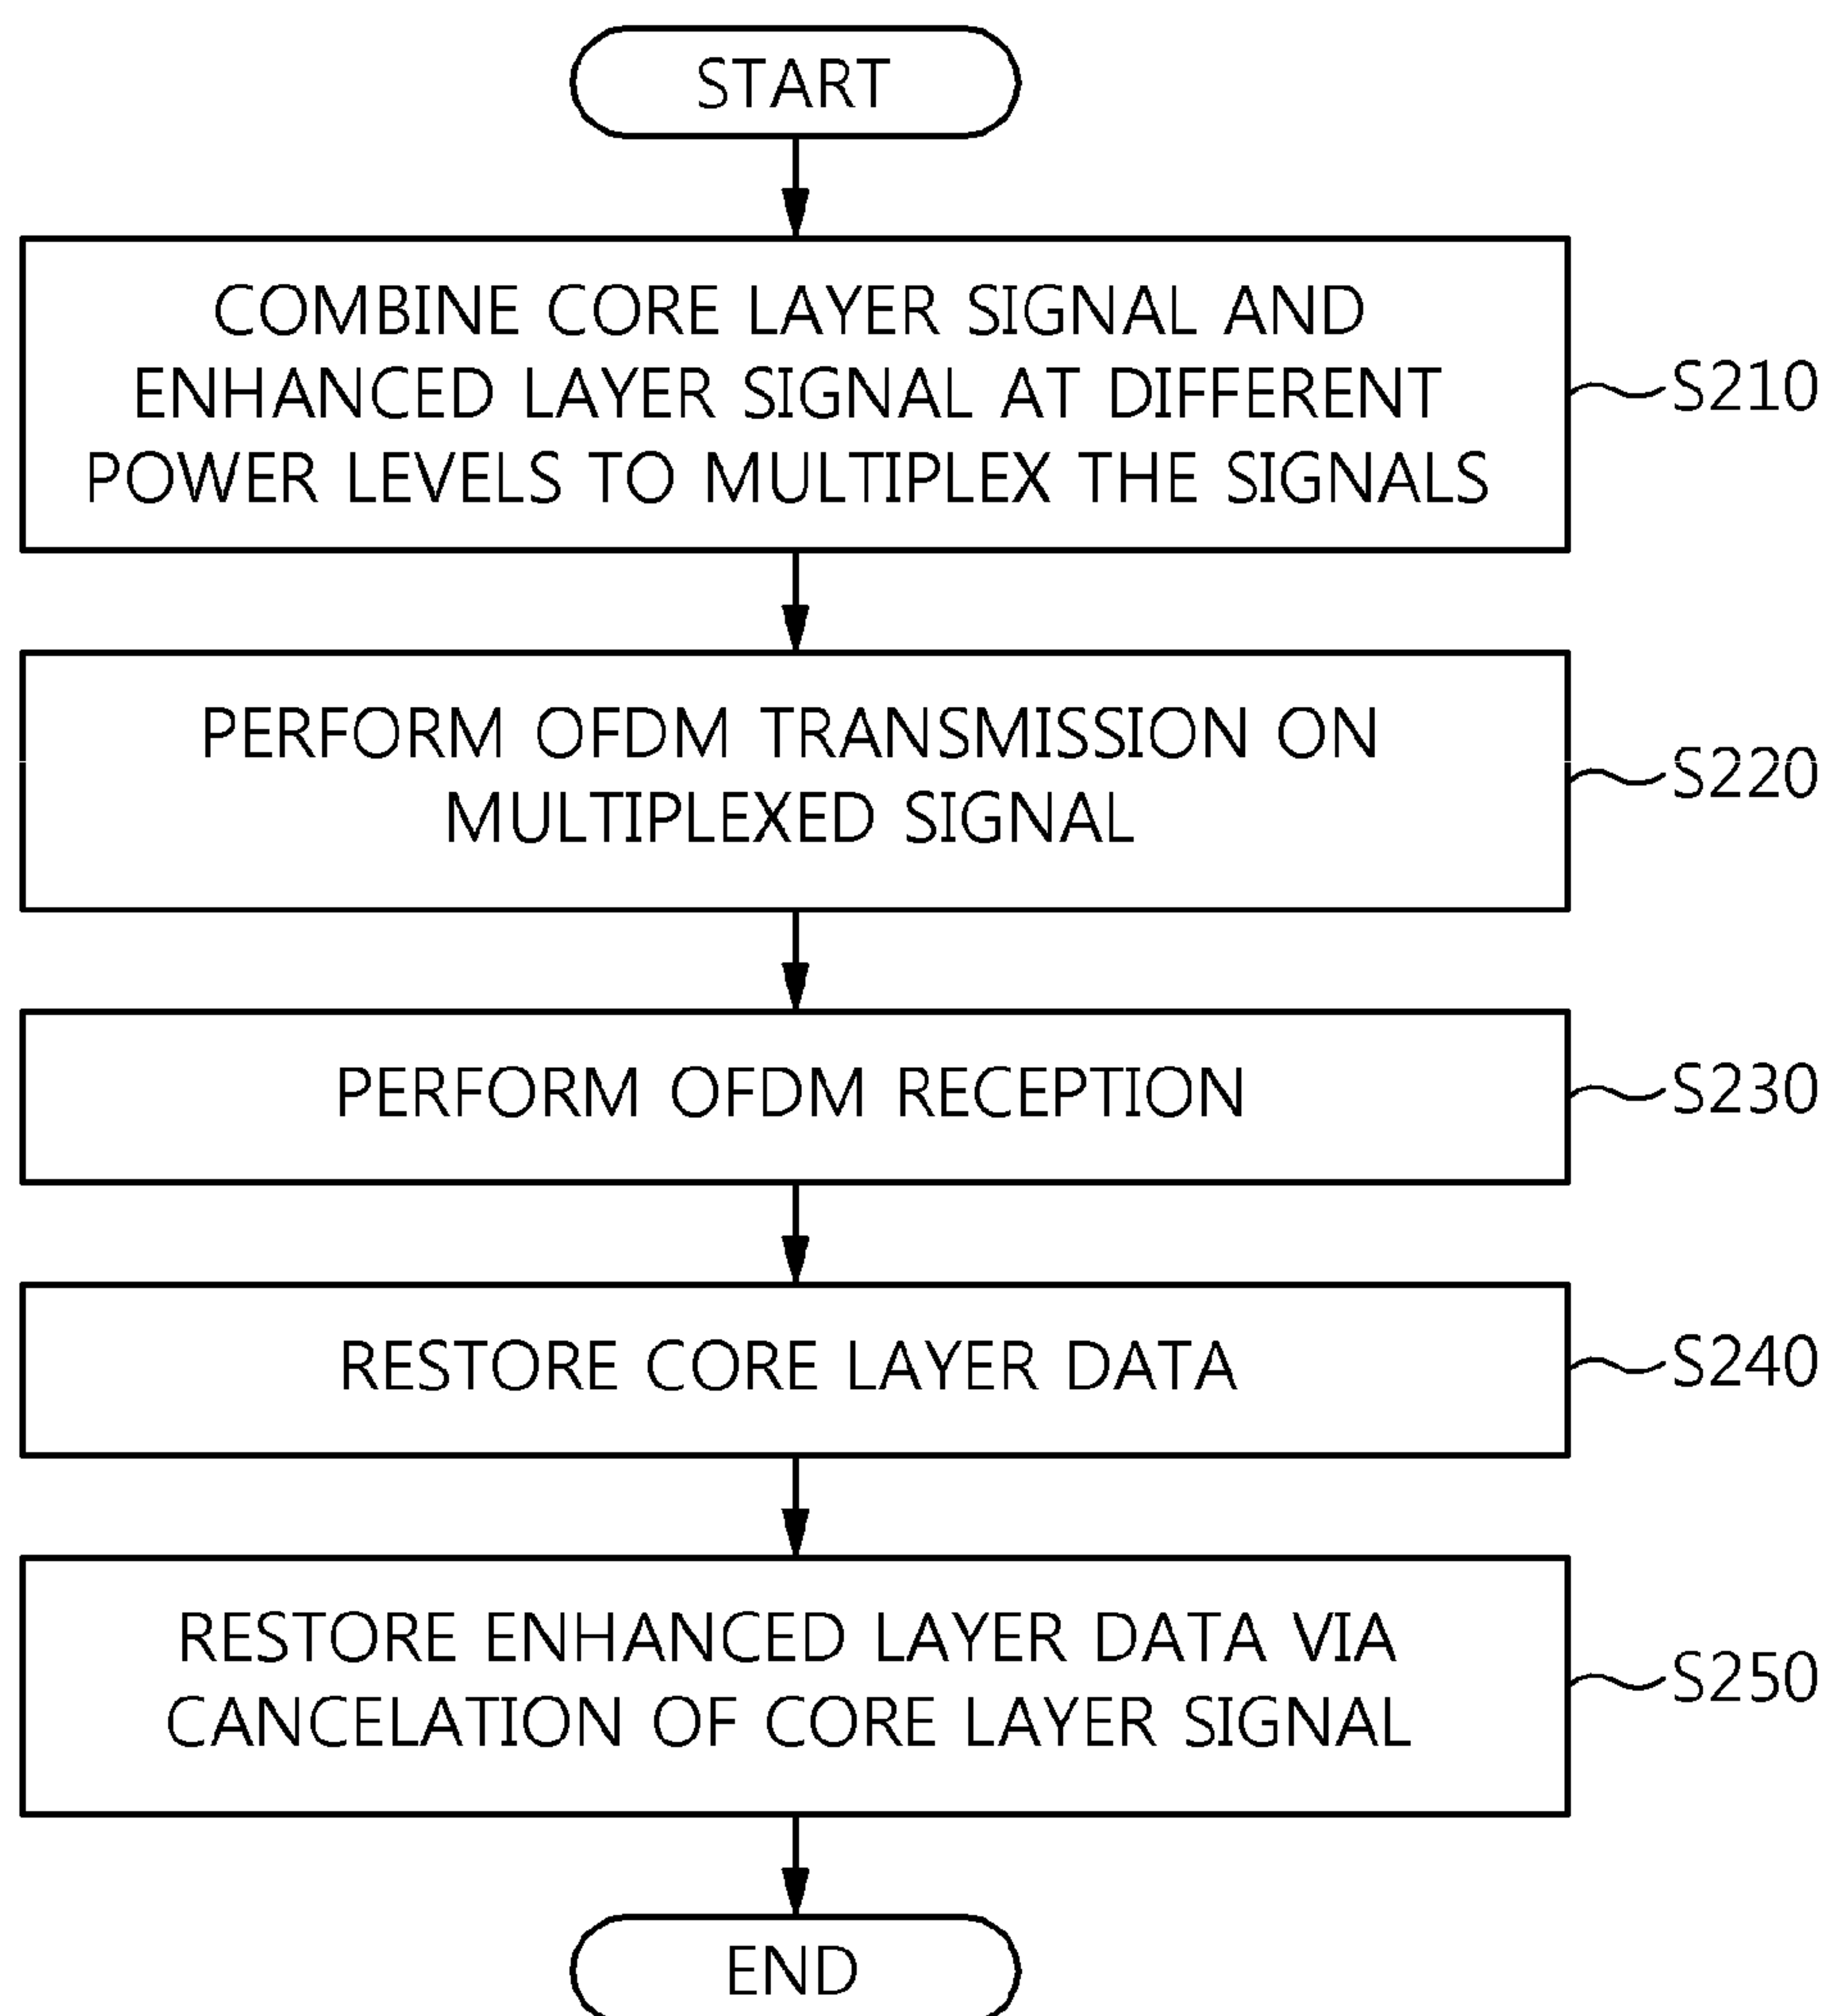 START
COMBINE CORE LAYER SIGNAL AND
ENHANCED LAYER SIGNAL AT DIFFERENT
POWER LEVELS TO MULTIPLEX THE SIGNALS
S210
PERFORM OFDM TRANSMISSION ON
MULTIPLEXED SIGNAL
S220
PERFORM OFDM RECEPTION
S230
RESTORE CORE LAYER DATA
S240
RESTORE ENHANCED LAYER DATA VIA
CANCELATION OF CORE LAYER SIGNAL
S250
END